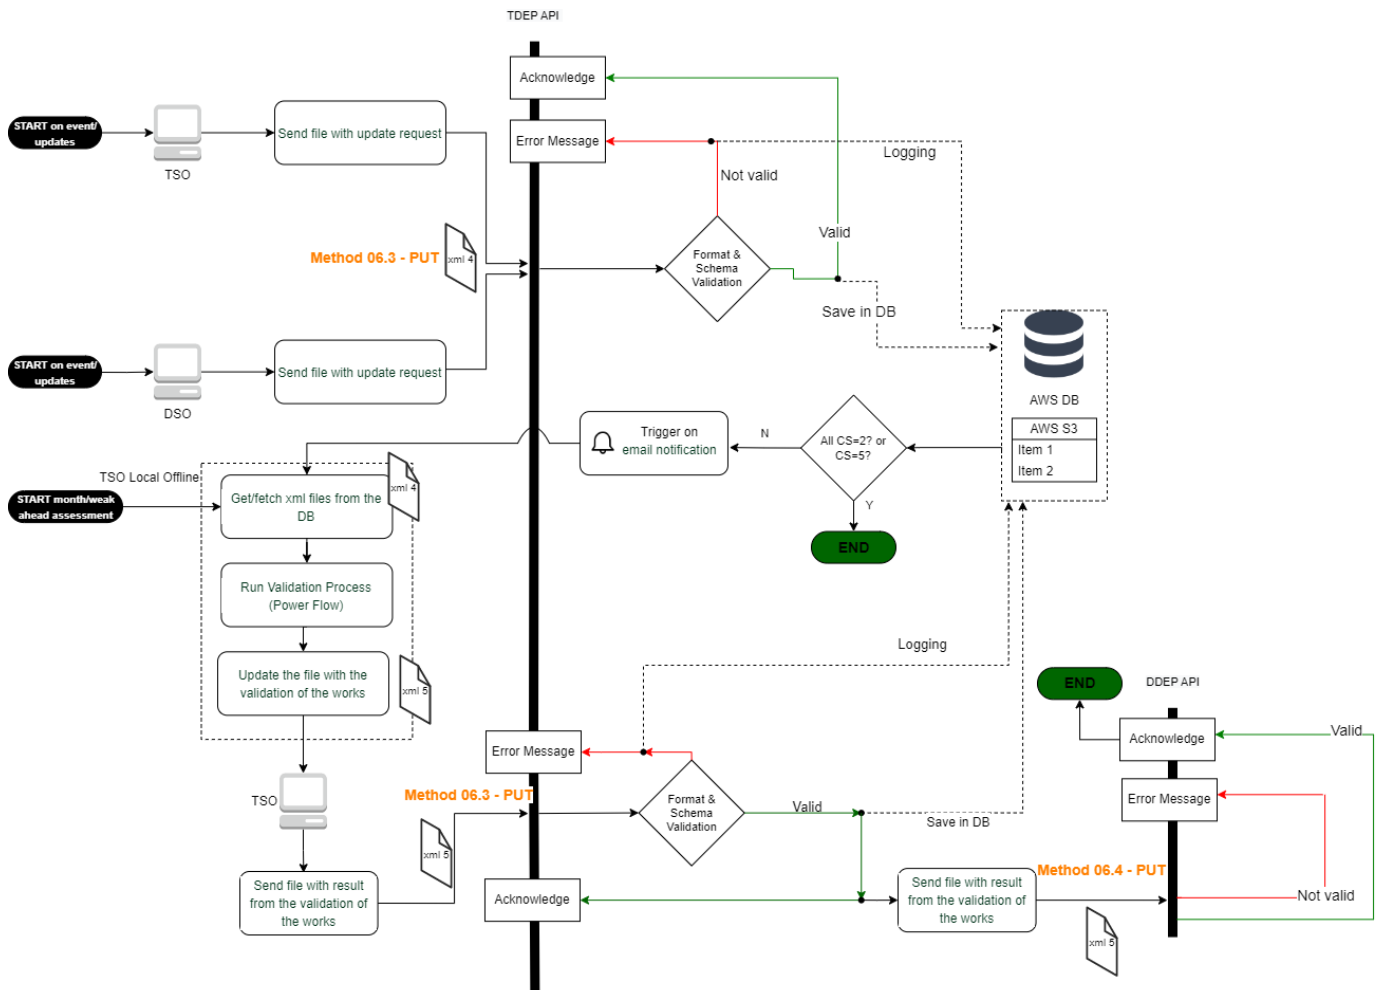 TDEP API
Acknowledge
START on event/
updates
TSO
Send file with update request
Error Message
Logging
Not valid
Valid
Method 06.3 - PUT
xml 4
Format &
Schema
Validation
Save in DB
START on event/
updates
DSO
Send file with update request
AWS DB
AWS S3
Item 1
Item 2
Trigger on
email notification
N
All CS=2? or
CS=5?
Y
END
TSO Local Offline
START month/weak
ahead assessment
Get/fetch xml files from the
DB
xml 4
Run Validation Process
(Power Flow)
Update the file with the
validation of the works
xml 5
Logging
END
DDEP API
Acknowledge
Valid
Error Message
Error Message
TSO
Method 06.3 - PUT
Format &
Schema
Validation
Valid
Save in DB
xml 5
Method 06.4 - PUT
Send file with result
from the validation of
the works
Acknowledge
Send file with result
from the validation of
the works
Not valid
xml 5